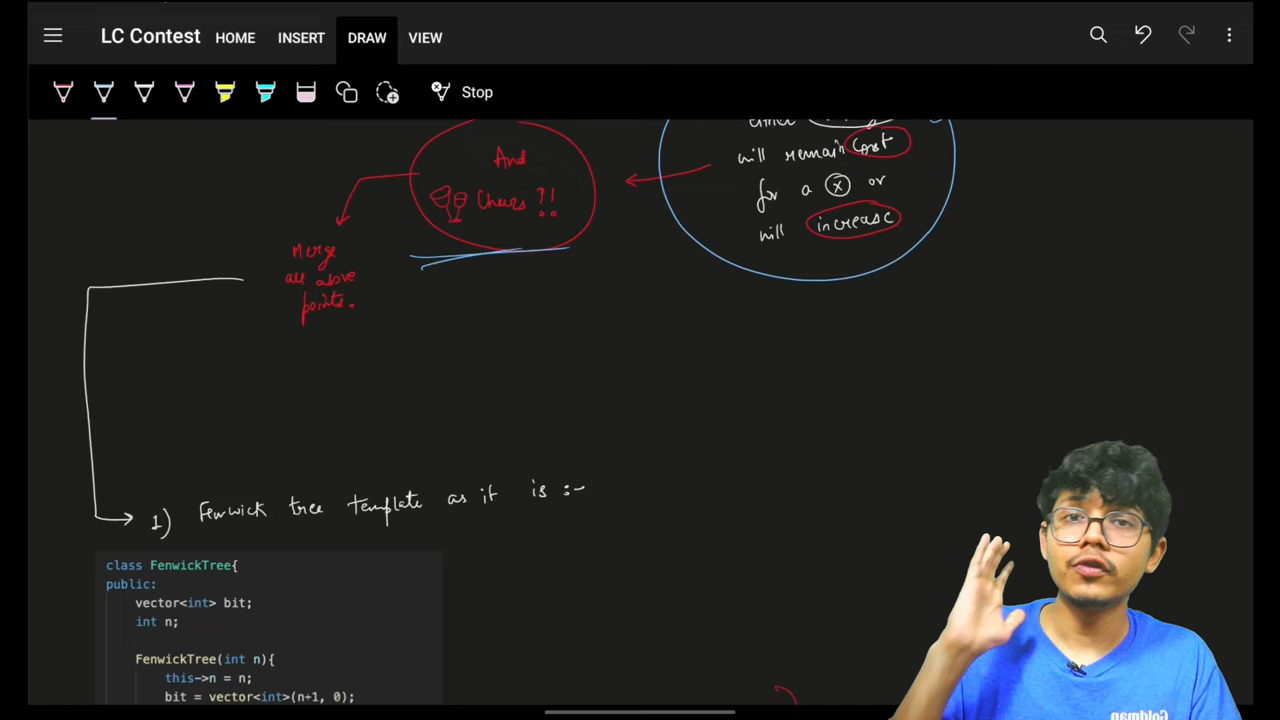 LC Contest HOME INSERT DRAW VIEW
Stop
either
will remain Const
for a x or
will increase
And
Cheers ?!
Merge
all above
points.
1) Fenwick tree template as it is :-
class FenwickTree{
public:
vector<int> bit;
int n;
FenwickTree(int n){
this->n = n;
bit = vector<int>(n+1, 0);